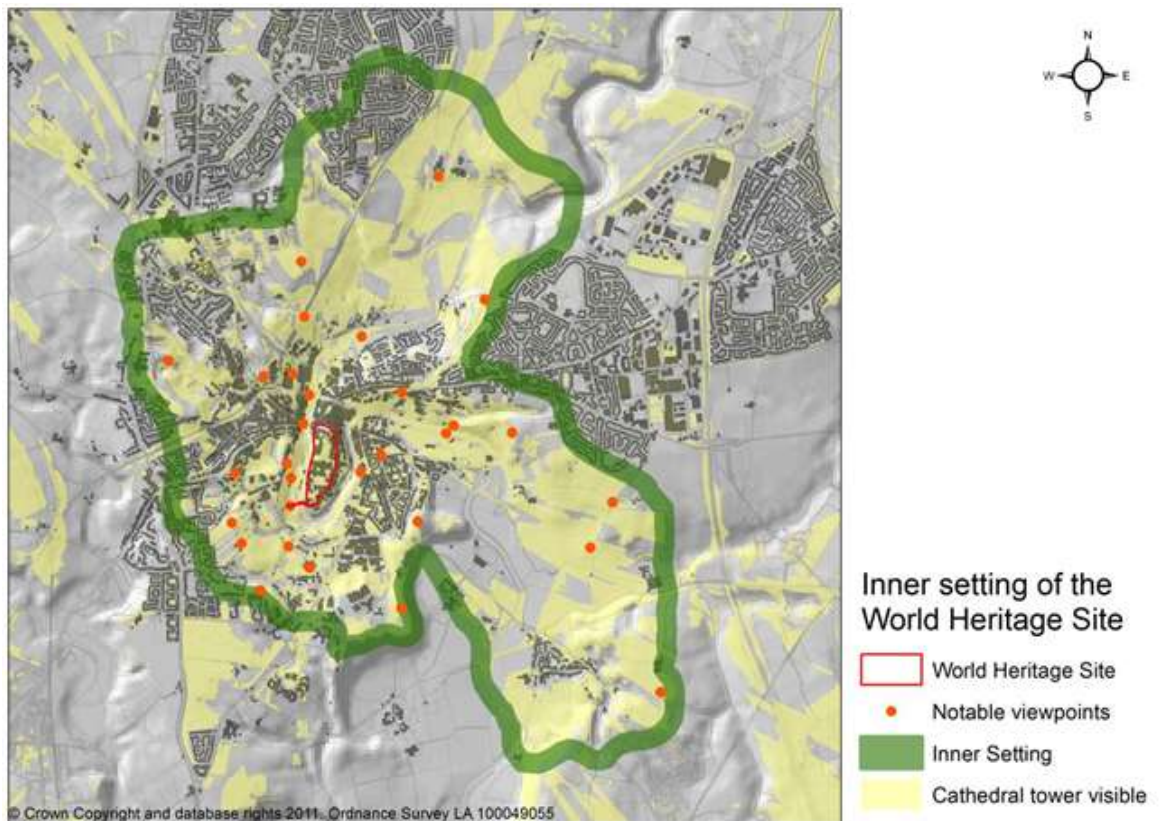 N
W E
S
Inner setting of the
World Heritage Site
World Heritage Site
Notable viewpoints
Inner Setting
Cathedral tower visible
© Crown Copyright and database rights 2011. Ordnance Survey LA 100049055